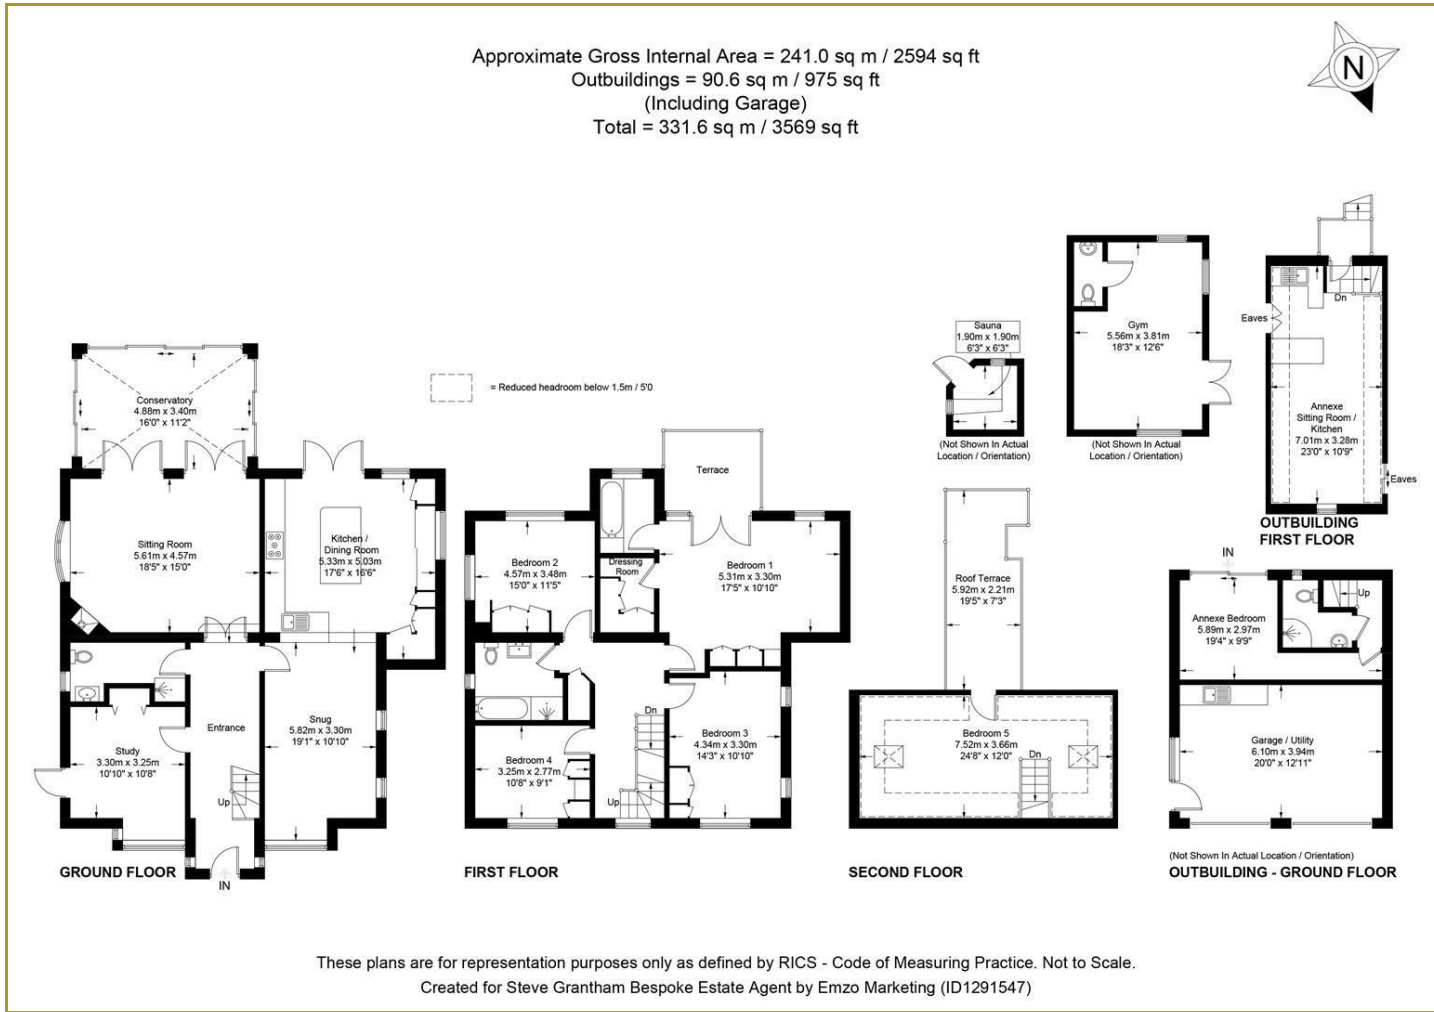 Approximate Gross Internal Area = 241.0 sq m / 2594 sq ft
Outbuildings = 90.6 sq m / 975 sq ft
(Including Garage)
Total = 331.6 sq m / 3569 sq ft
N
= Reduced headroom below 1.5m / 5'0
Conservatory
4.88m x 3.40m
16'0" x 11'2"
Sitting Room
5.61m x 4.57m
18'5" x 15'0"
Kitchen /
Dining Room
5.33m x 5.03m
17'6" x 16'6"
Entrance
Study
3.30m x 3.25m
10'10" x 10'8"
Snug
5.82m x 3.30m
19'1" x 10'10"
Up
IN
GROUND FLOOR
Terrace
Bedroom 2
4.57m x 3.48m
15'0" x 11'5"
Dressing
Room
Bedroom 1
5.31m x 3.30m
17'5" x 10'10"
Bedroom 4
3.25m x 2.77m
10'8" x 9'1"
Dn
Up
Bedroom 3
4.34m x 3.30m
14'3" x 10'10"
FIRST FLOOR
Sauna
1.90m x 1.90m
6'3" x 6'3"
(Not Shown In Actual
Location / Orientation)
Roof Terrace
5.92m x 2.21m
19'5" x 7'3"
Bedroom 5
7.52m x 3.66m
24'8" x 12'0"
Dn
SECOND FLOOR
Gym
5.56m x 3.81m
18'3" x 12'6"
(Not Shown In Actual
Location / Orientation)
Dn
Eaves
Annexe
Sitting Room /
Kitchen
7.01m x 3.28m
23'0" x 10'9"
Eaves
OUTBUILDING
FIRST FLOOR
IN
Up
Annexe Bedroom
5.89m x 2.97m
19'4" x 9'9"
Garage / Utility
6.10m x 3.94m
20'0" x 12'11"
(Not Shown In Actual Location / Orientation)
OUTBUILDING - GROUND FLOOR
These plans are for representation purposes only as defined by RICS - Code of Measuring Practice. Not to Scale.
Created for Steve Grantham Bespoke Estate Agent by Emzo Marketing (ID1291547)